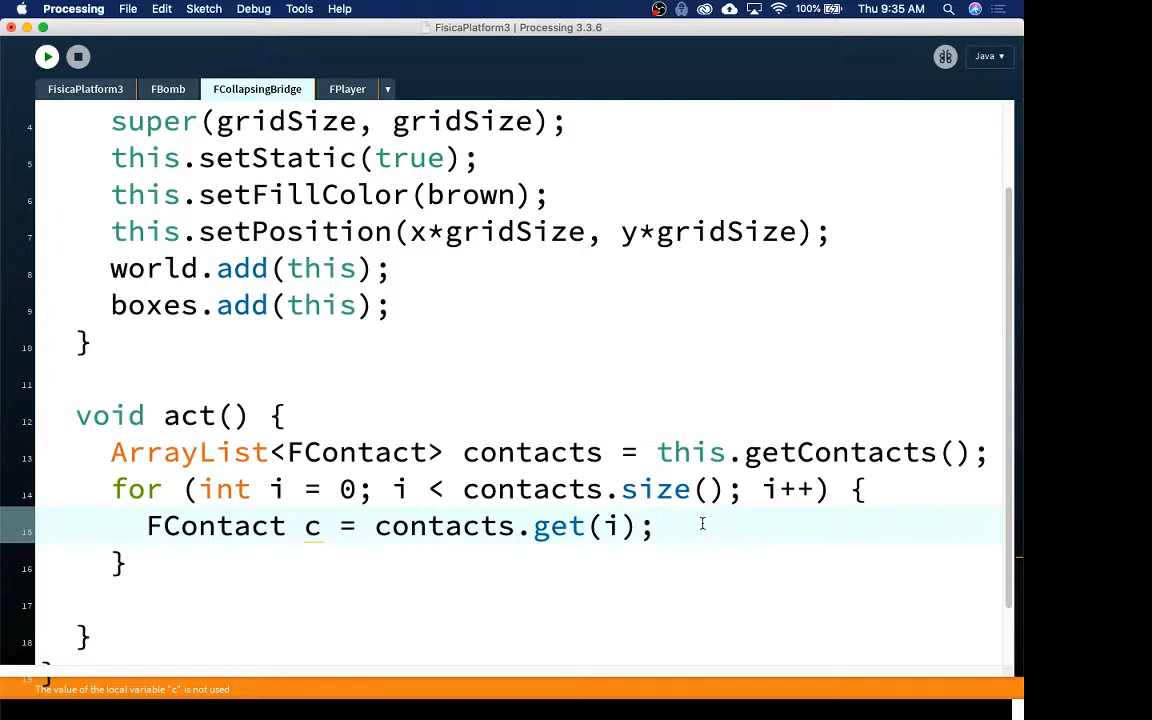 Processing File Edit Sketch Debug Tools Help 100% Thu 9:35 AM
FisicaPlatform3 | Processing 3.3.6
Java
FisicaPlatform3 FBomb FCollapsingBridge FPlayer
4 super(gridSize, gridSize);
5 this.setStatic(true);
6 this.setFillColor(brown);
7 this.setPosition(x*gridSize, y*gridSize);
8 world.add(this);
9 boxes.add(this);
10 }
11
12 void act() {
13 ArrayList<FContact> contacts = this.getContacts();
14 for (int i = 0; i < contacts.size(); i++) {
15 FContact c = contacts.get(i);
16 }
17
18 }
19 }
The value of the local variable "c" is not used